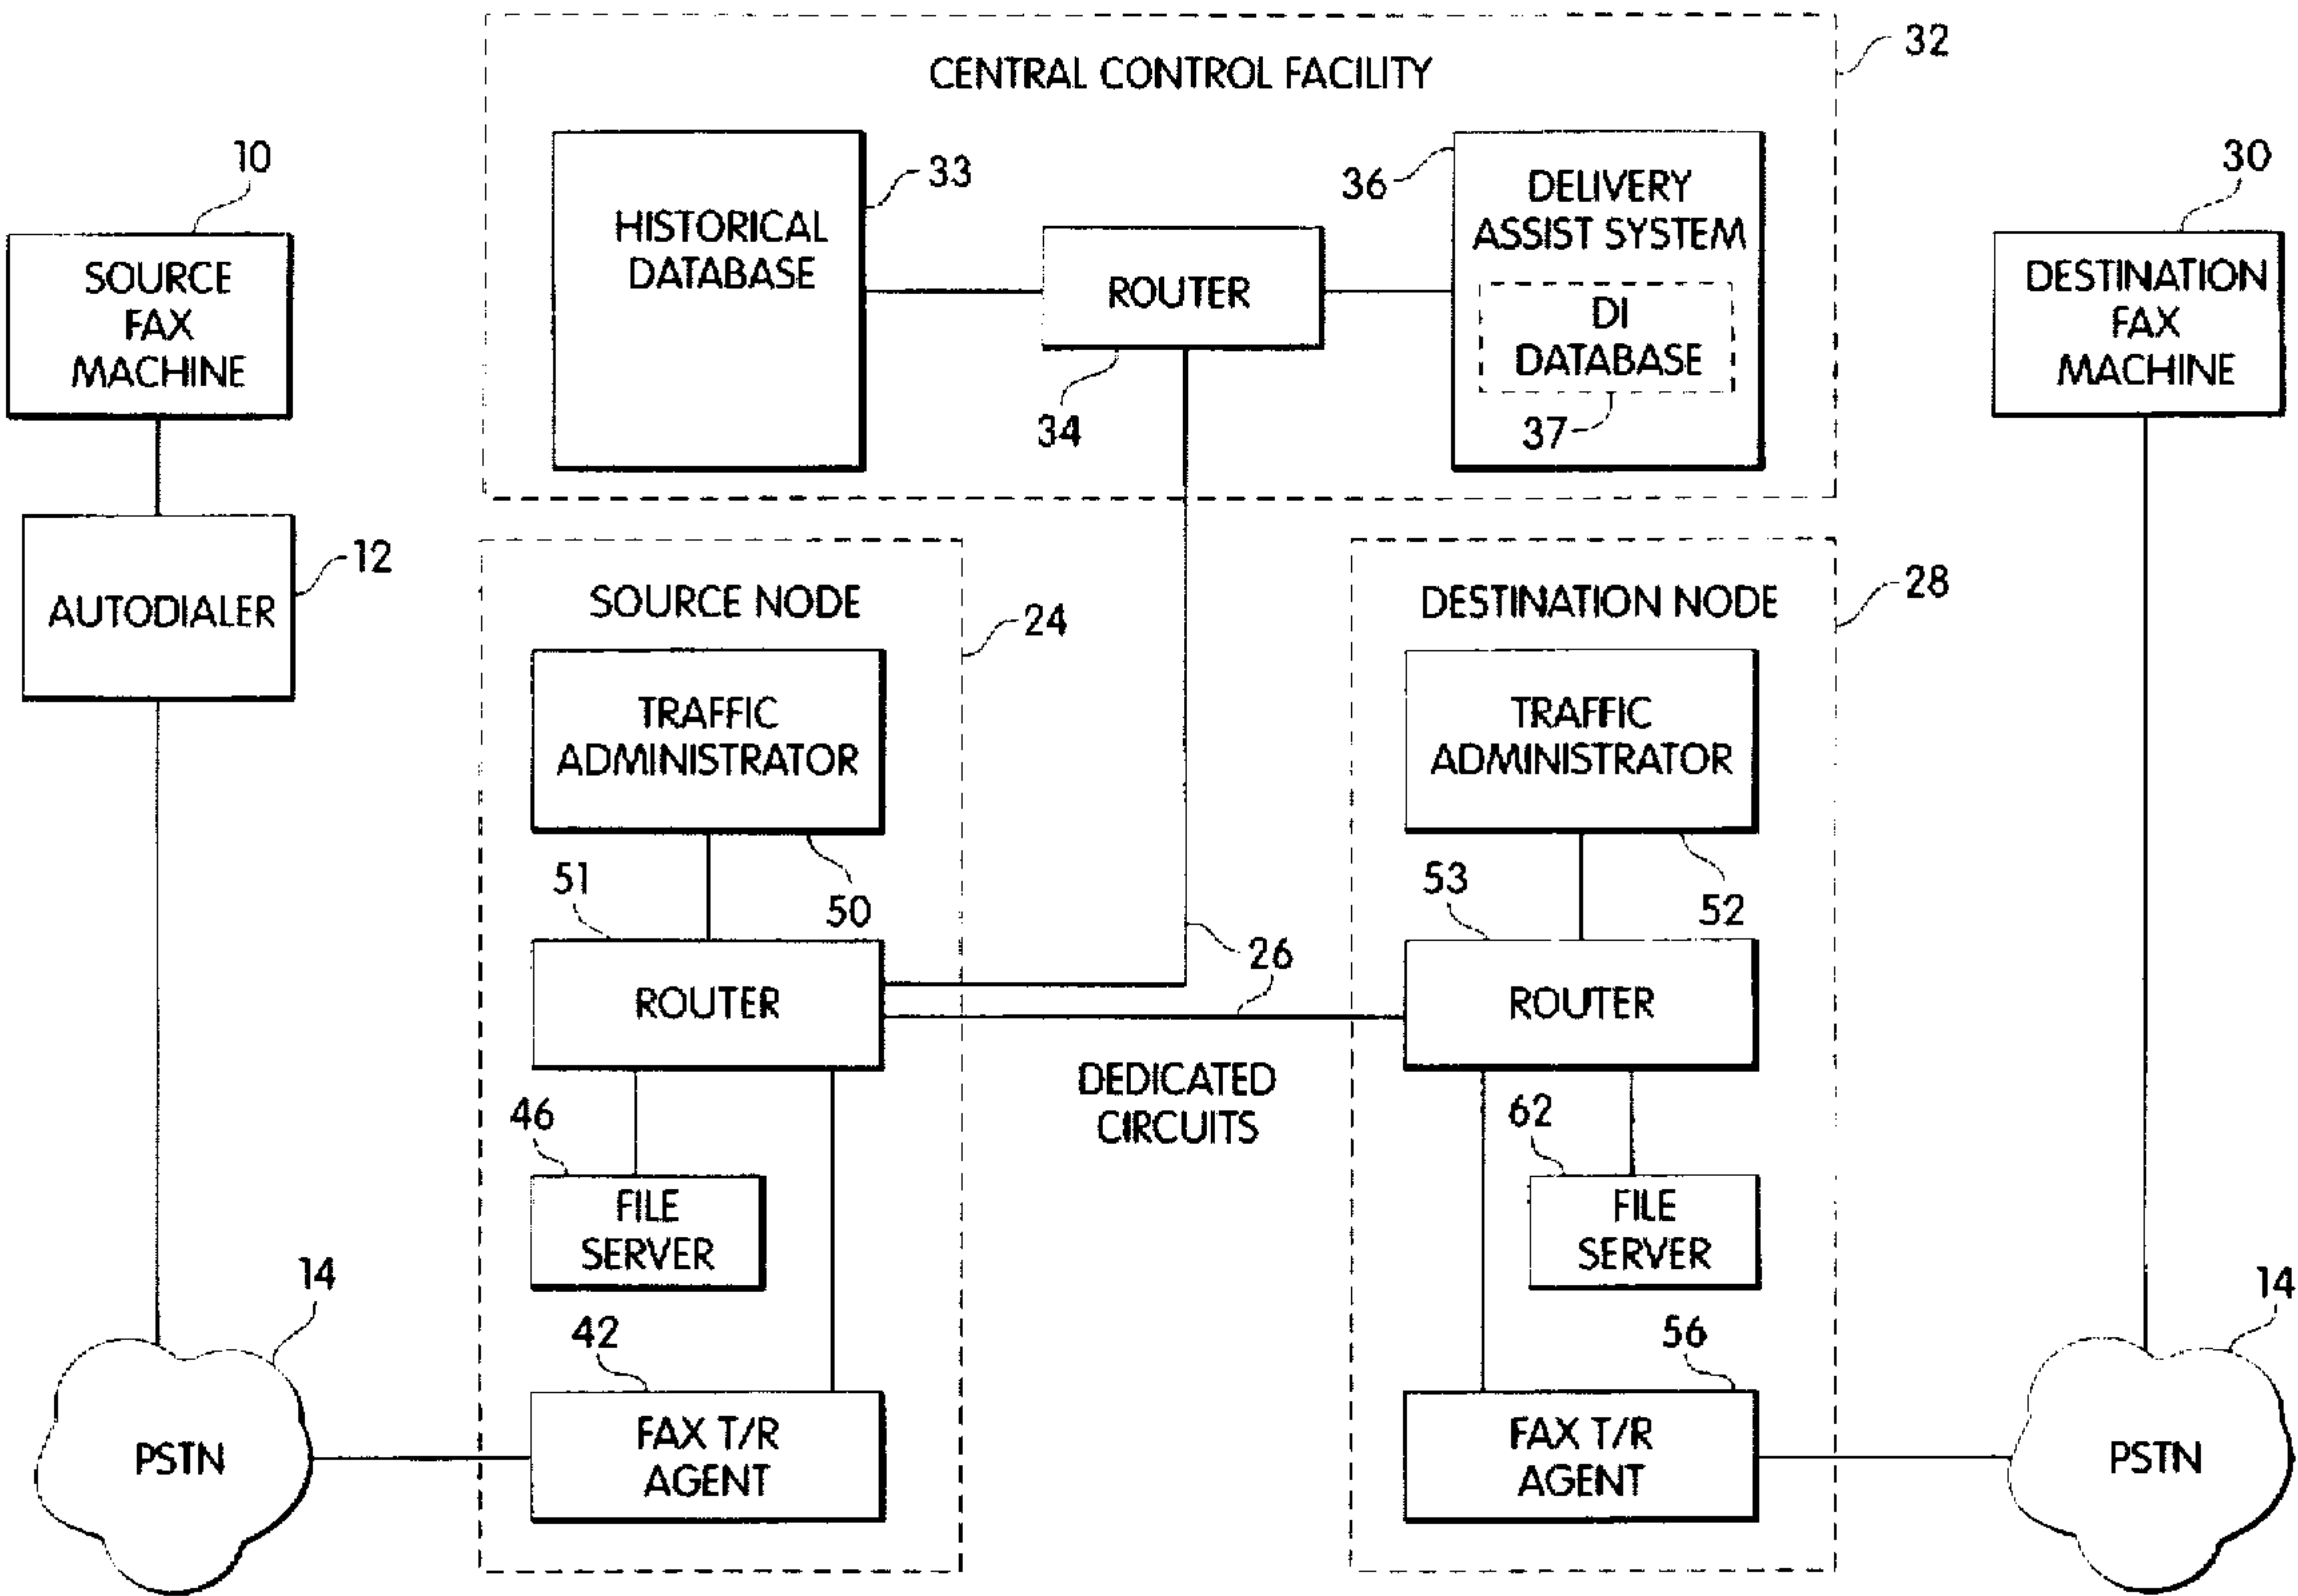 CENTRAL CONTROL FACILITY
32
10
SOURCE
FAX
MACHINE
12
AUTODIALER
14
PSTN
33
HISTORICAL
DATABASE
ROUTER
34
36
DELIVERY
ASSIST SYSTEM
DI
DATABASE
37
30
DESTINATION
FAX
MACHINE
SOURCE NODE
24
TRAFFIC
ADMINISTRATOR
50
51
ROUTER
46
FILE
SERVER
42
FAX T/R
AGENT
26
DEDICATED
CIRCUITS
DESTINATION NODE
28
TRAFFIC
ADMINISTRATOR
52
53
ROUTER
62
FILE
SERVER
56
FAX T/R
AGENT
14
PSTN